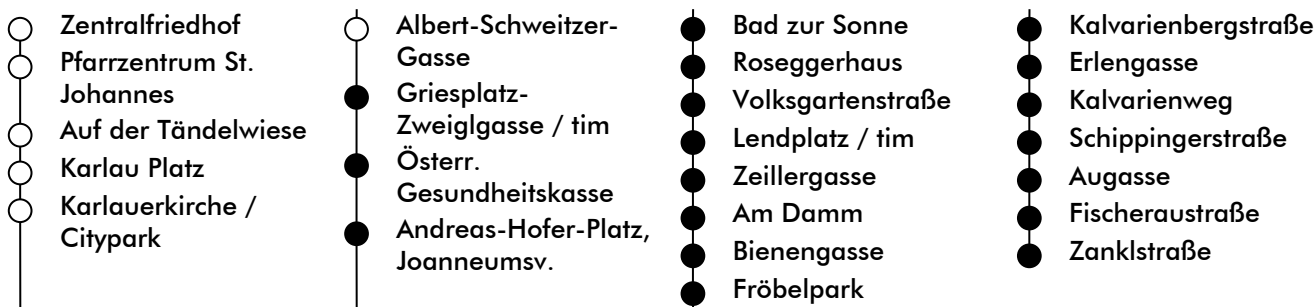 Zentralfriedhof
Pfarrzentrum St.
Johannes
Auf der Tändelwiese
Karlau Platz
Karlauerkirche /
Citypark
Albert-Schweitzer-
Gasse
Griesplatz-
Zweiglgasse / tim
Österr.
Gesundheitskasse
Andreas-Hofer-Platz,
Joanneumsv.
Bad zur Sonne
Roseggerhaus
Volksgartenstraße
Lendplatz / tim
Zeillergasse
Am Damm
Bienengasse
Fröbelpark
Kalvarienbergstraße
Erlengasse
Kalvarienweg
Schippingerstraße
Augasse
Fischeraustraße
Zanklstraße